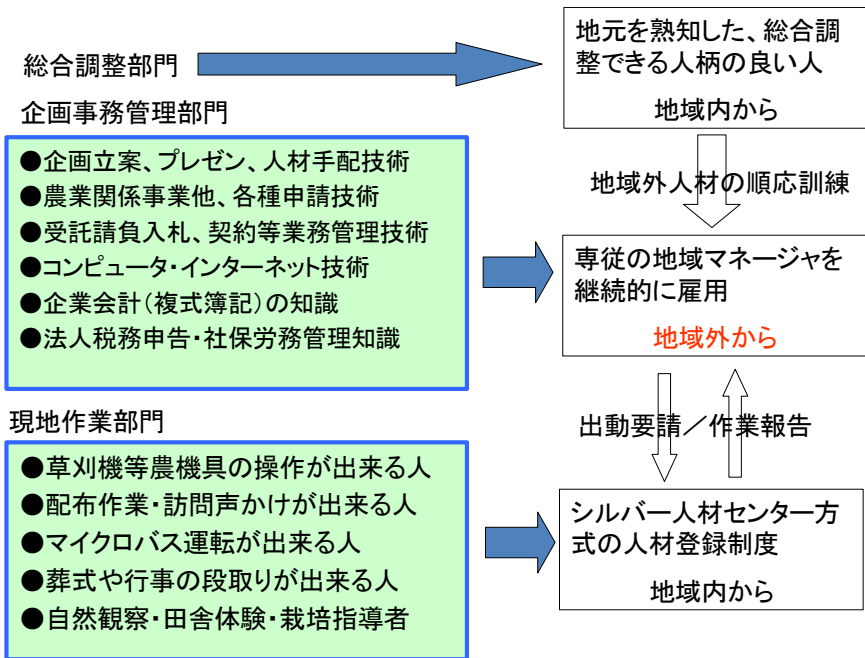 総合調整部門
地元を熟知した、総合調
整できる人柄の良い人
地域内から
地域外人材の順応訓練
企画事務管理部門
●企画立案、プレゼン、人材手配技術
●農業関係事業他、各種申請技術
●受託請負入札、契約等業務管理技術
●コンピュータ・インターネット技術
●企業会計(複式簿記)の知識
●法人税務申告・社保労務管理知識
専従の地域マネージャを
継続的に雇用
地域外から
出動要請／作業報告
現地作業部門
●草刈機等農機具の操作が出来る人
●配布作業・訪問声かけが出来る人
●マイクロバス運転が出来る人
●葬式や行事の段取りが出来る人
●自然観察・田舎体験・栽培指導者
シルバー人材センター方
式の人材登録制度
地域内から